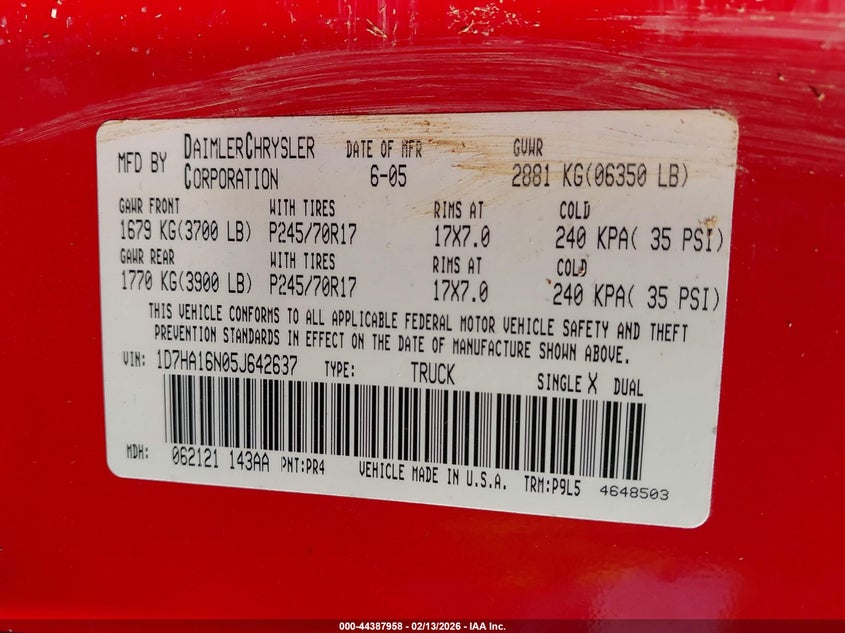 MFD BY DAIMLERCHRYSLER CORPORATION DATE OF MFR 6-05 GVWR 2881 KG(06350 LB)
GAWR FRONT WITH TIRES RIMS AT COLD
1679 KG(3700 LB) P245/70R17 17X7.0 240 KPA( 35 PSI)
GAWR REAR WITH TIRES RIMS AT COLD
1770 KG(3900 LB) P245/70R17 17X7.0 240 KPA( 35 PSI)
THIS VEHICLE CONFORMS TO ALL APPLICABLE FEDERAL MOTOR VEHICLE SAFETY AND THEFT
PREVENTION STANDARDS IN EFFECT ON THE DATE OF MANUFACTURE SHOWN ABOVE.
VIN: 1D7HA16N05J642637 TYPE: TRUCK SINGLE X DUAL
MDH: 062121 143AA PNT:PR4 VEHICLE MADE IN U.S.A. TRM:P9L5 4648503
000-44387958 - 02/13/2026 - IAA Inc.